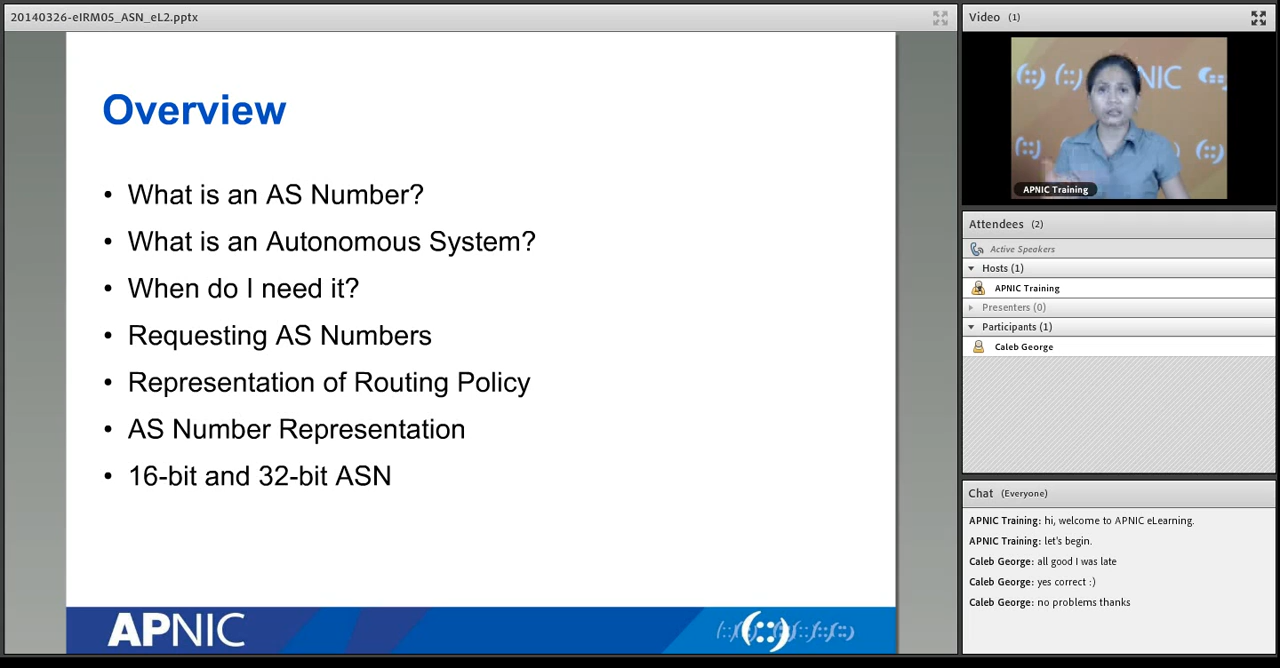 20140326-eIRM05_ASN_eL2.pptx
Overview
• What is an AS Number?
• What is an Autonomous System?
• When do I need it?
• Requesting AS Numbers
• Representation of Routing Policy
• AS Number Representation
• 16-bit and 32-bit ASN
APNIC
(::)
Video (1)
NIC
APNIC Training
Attendees (2)
Active Speakers
Hosts (1)
APNIC Training
Presenters (0)
Participants (1)
Caleb George
Chat (Everyone)
APNIC Training: hi, welcome to APNIC eLearning.
APNIC Training: let's begin.
Caleb George: all good I was late
Caleb George: yes correct :)
Caleb George: no problems thanks